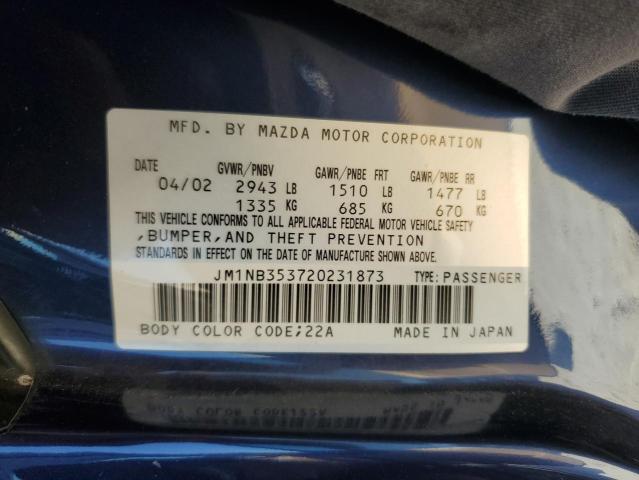 MFD. BY MAZDA MOTOR CORPORATION
DATE GVWR/PNBV GAWR/PNBE FRT GAWR/PNBE RR
04/02 2943 LB 1510 LB 1477 LB
1335 KG 685 KG 670 KG
THIS VEHICLE CONFORMS TO ALL APPLICABLE FEDERAL MOTOR VEHICLE SAFETY
,BUMPER,AND THEFT PREVENTION
STANDARDS IN EFFECT ON THE DATE OF MANUFACTURE SHOWN ABOVE.
JM1NB353720231873 TYPE:PASSENGER
BODY COLOR CODE;22A MADE IN JAPAN